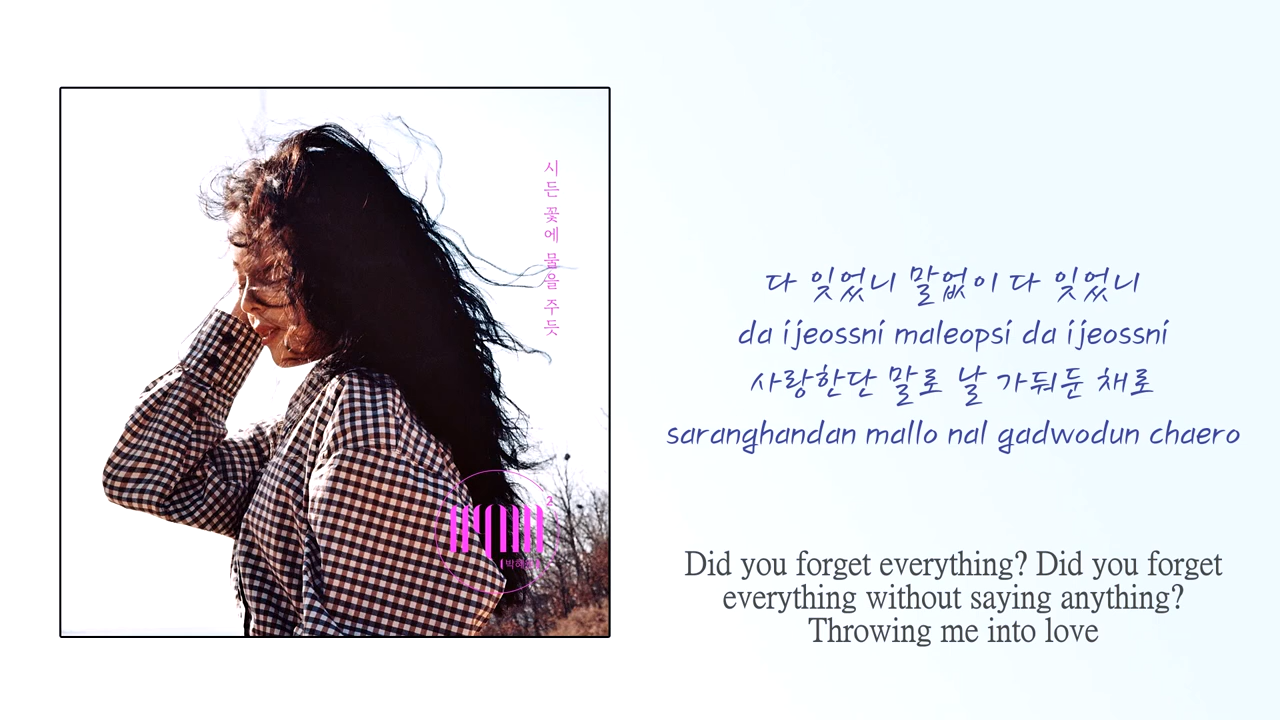 시든 꽃에 물을 주듯
2
다 잊었니 말없이 다 잊었니
da ijeossni maleopsi da ijeossni
사랑한단 말로 날 가둬둔 채로
saranghandan mallo nal gadwodun chaero
Did you forget everything? Did you forget
everything without saying anything?
Throwing me into love